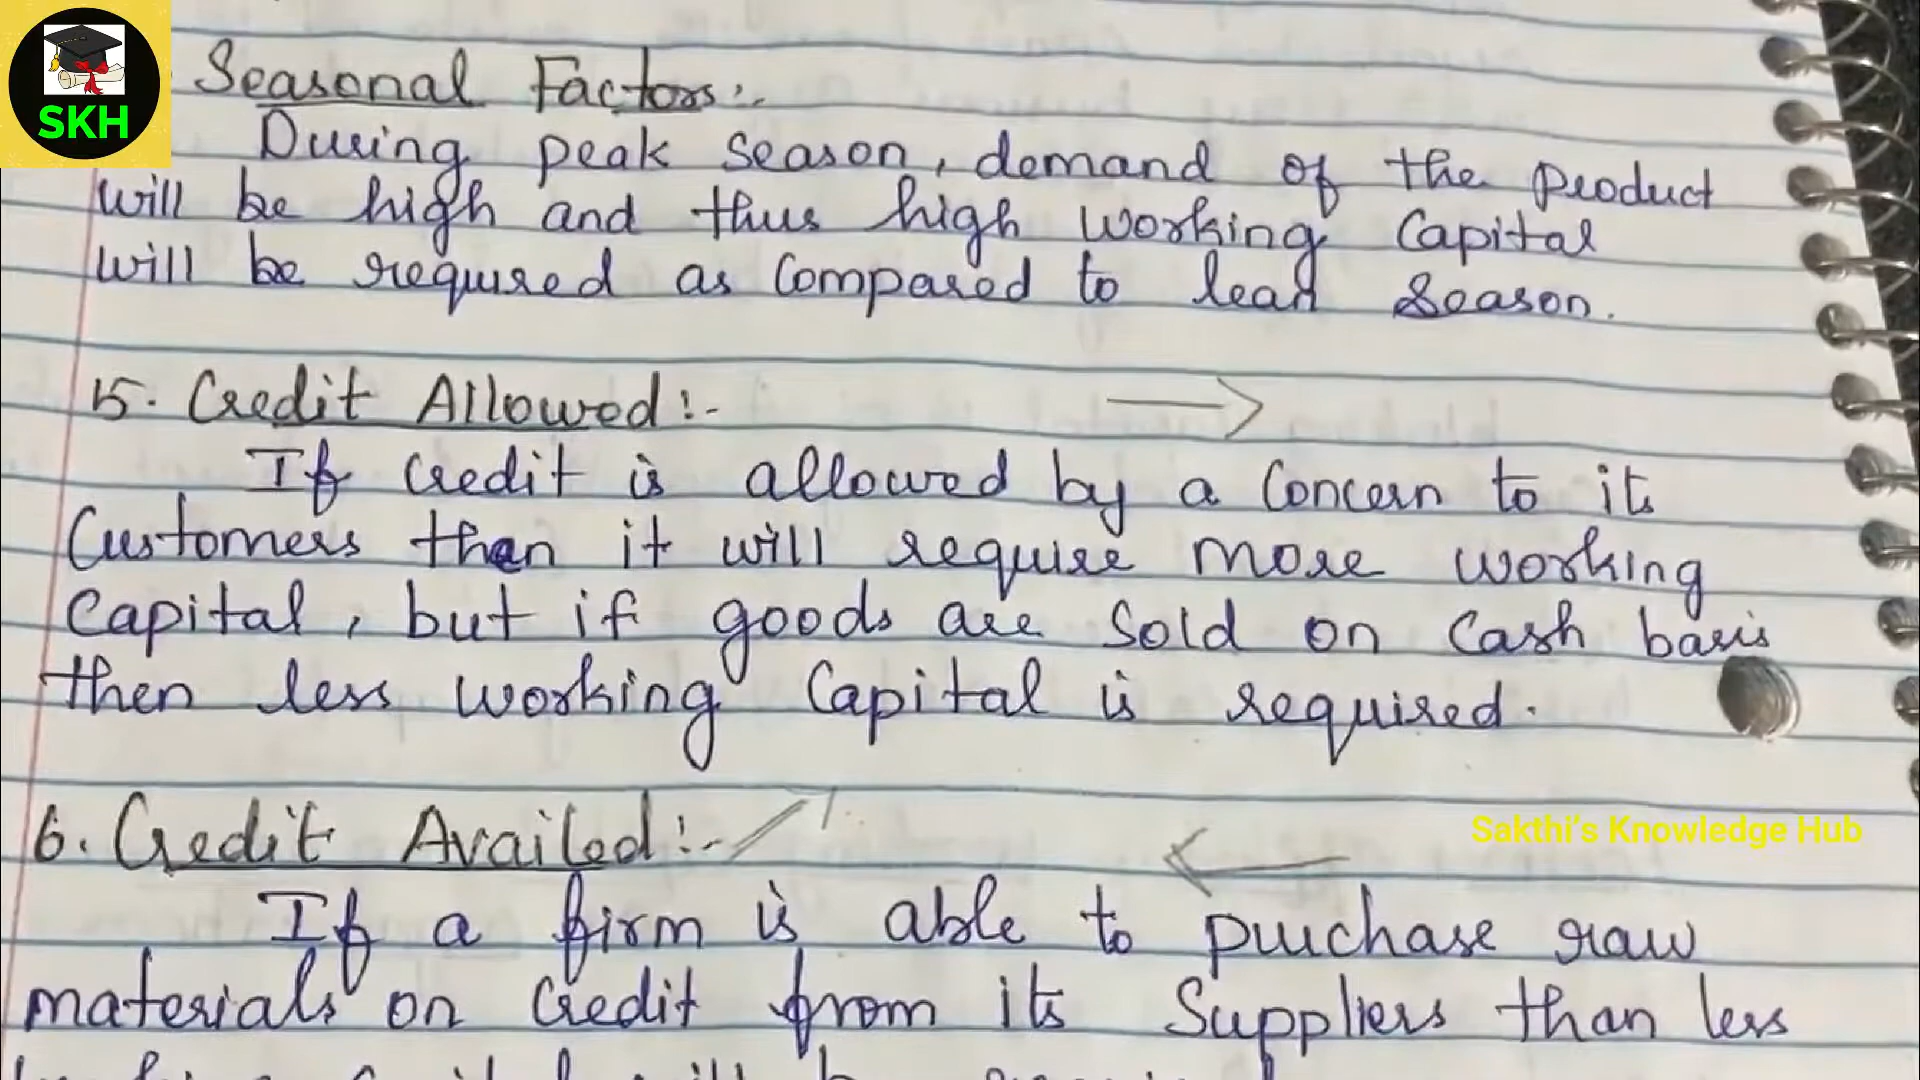 SKH
Seasonal Factors:-
During peak season, demand of the product
will be high and thus high working Capital
will be required as Compared to lean Season.
5. Credit Allowed:-
If Credit is allowed by a Concern to its
Customers then it will require more working
Capital, but if goods are Sold on Cash basis
then less working Capital is required.
6. Credit Availed:-
Sakthi's Knowledge Hub
If a firm is able to purchase raw
materials on Credit from its Suppliers than less